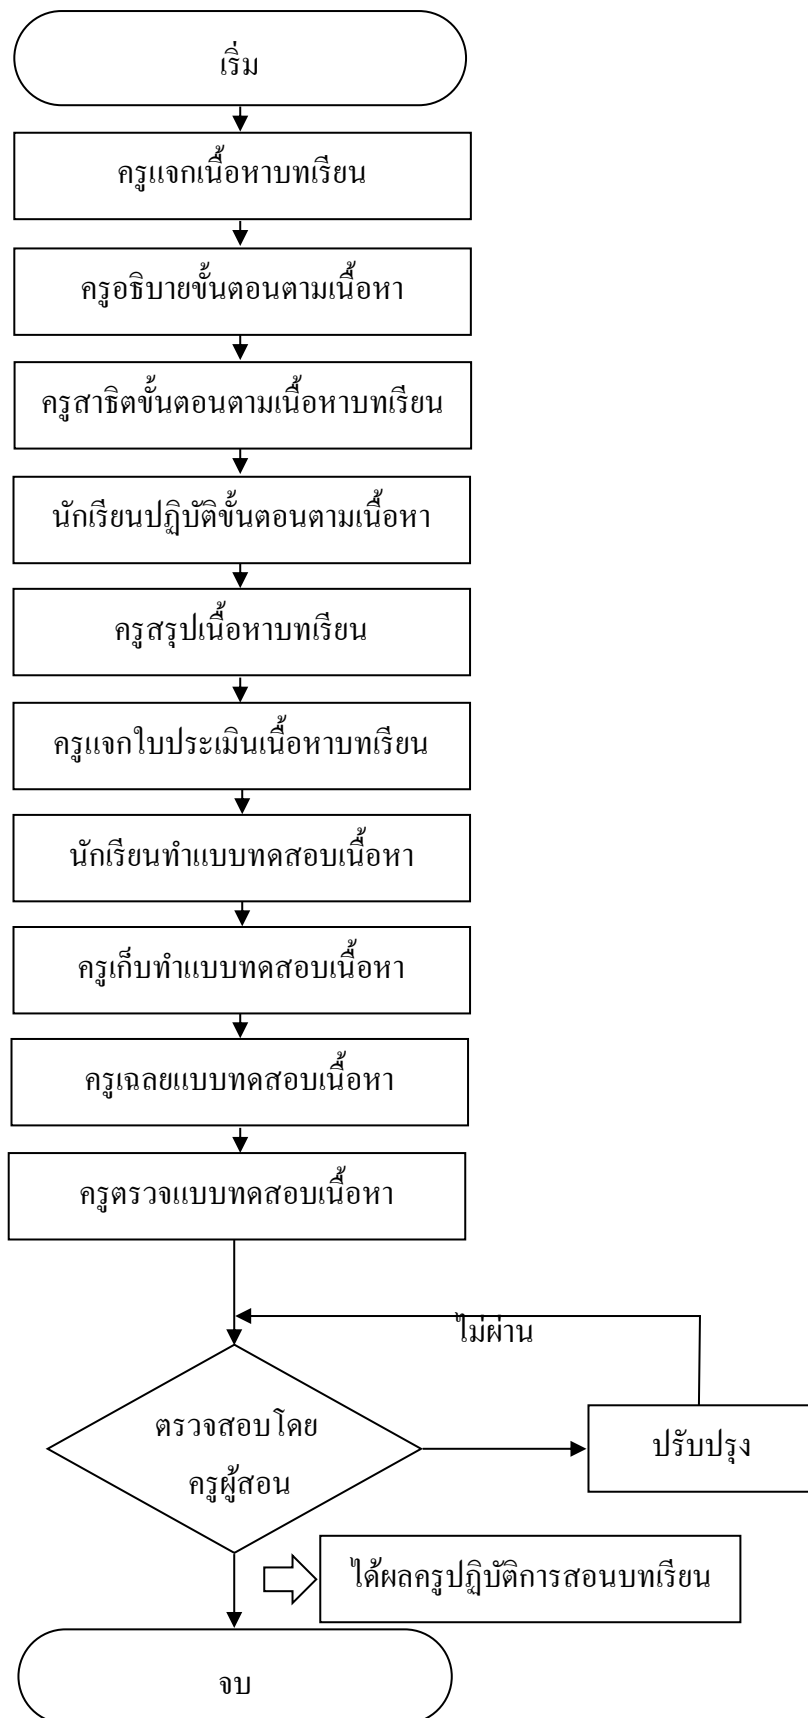 เริ่ม
ครูแจกเนื้อหาบทเรียน
ครูอธิบายขั้นตอนตามเนื้อหา
ครูสาธิตขั้นตอนตามเนื้อหาบทเรียน
นักเรียนปฏิบัติขั้นตอนตามเนื้อหา
ครูสรุปเนื้อหาบทเรียน
ครูแจกใบประเมินเนื้อหาบทเรียน
นักเรียนทำแบบทดสอบเนื้อหา
ครูเก็บทำแบบทดสอบเนื้อหา
ครูเฉลยแบบทดสอบเนื้อหา
ครูตรวจแบบทดสอบเนื้อหา
ไม่ผ่าน
ตรวจสอบโดย
ครูผู้สอน
ปรับปรุง
ได้ผลครูปฏิบัติการสอนบทเรียน
จบ